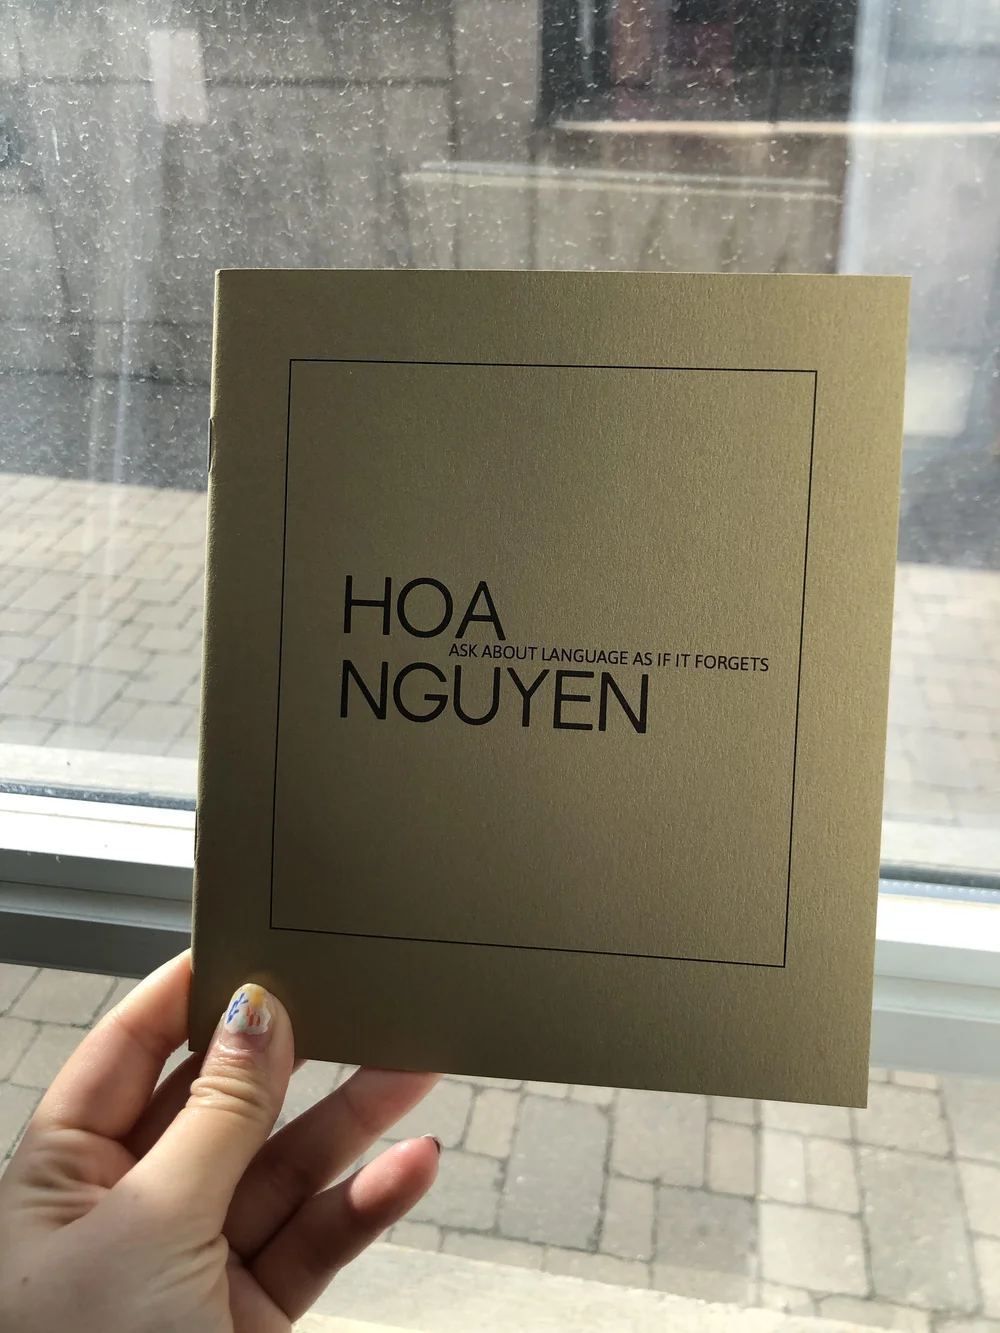 HOA
ASK ABOUT LANGUAGE AS IF IT FORGETS
NGUYEN